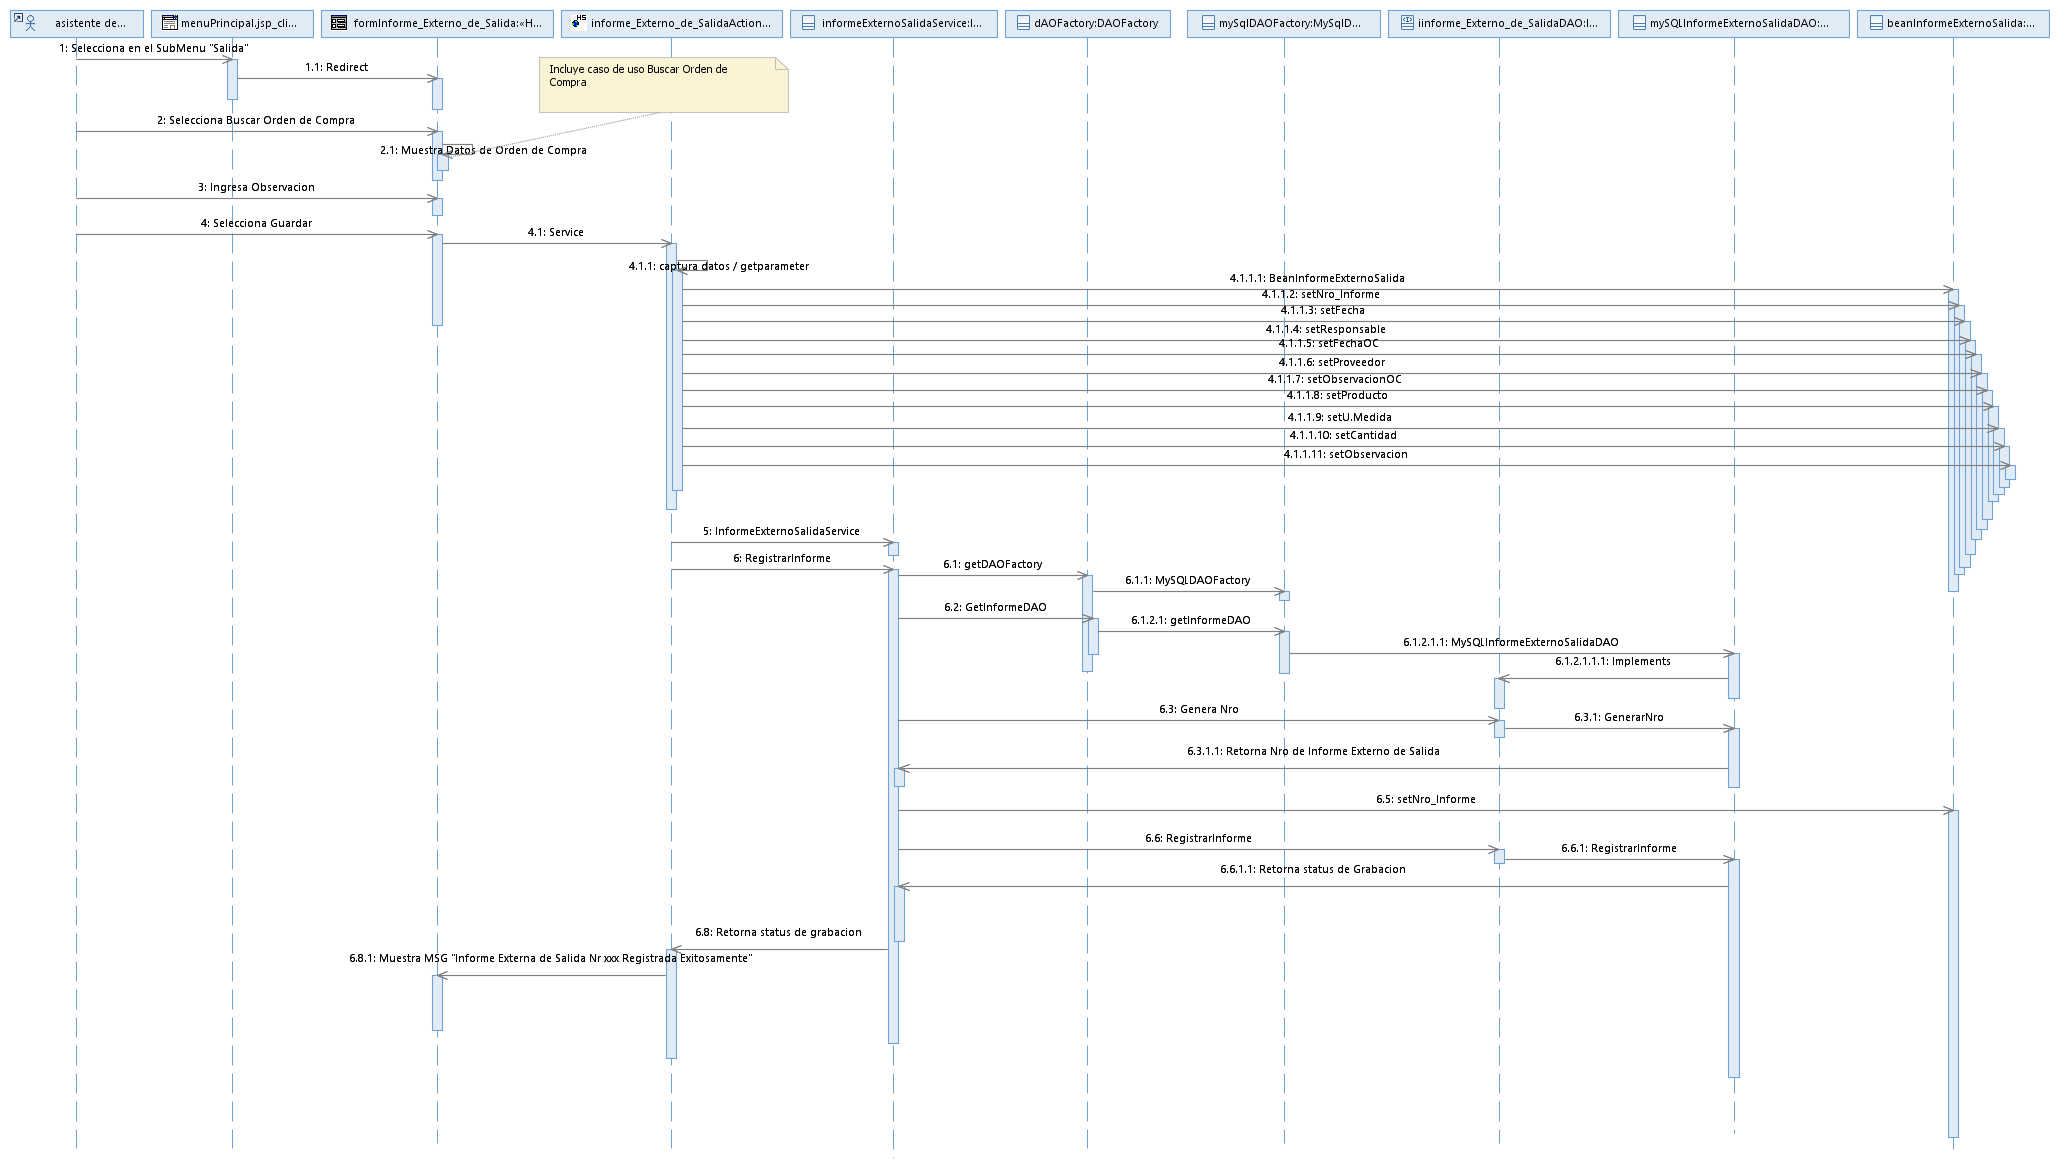 asistente de...
menuPrincipal.jsp_cli...
formInforme_Externo_de_Salida:«H...
HS
informe_Externo_de_SalidaAction...
informeExternoSalidaService:I...
dAOFactory:DAOFactory
mySqlDAOFactory:MySqlD...
iinforme_Externo_de_SalidaDAO:I...
mySQLInformeExternoSalidaDAO:...
beanInformeExternoSalida:...
1: Selecciona en el SubMenu "Salida"
1.1: Redirect
Incluye caso de uso Buscar Orden de
Compra
2: Selecciona Buscar Orden de Compra
2.1: Muestra Datos de Orden de Compra
3: Ingresa Observacion
4: Selecciona Guardar
4.1: Service
4.1.1: captura datos / getparameter
4.1.1.1: BeanInformeExternoSalida
4.1.1.2: setNro_Informe
4.1.1.3: setFecha
4.1.1.4: setResponsable
4.1.1.5: setFechaOC
4.1.1.6: setProveedor
4.1.1.7: setObservacionOC
4.1.1.8: setProducto
4.1.1.9: setU.Medida
4.1.1.10: setCantidad
4.1.1.11: setObservacion
5: InformeExternoSalidaService
6: RegistrarInforme
6.1: getDAOFactory
6.1.1: MySQLDAOFactory
6.2: GetInformeDAO
6.1.2.1: getInformeDAO
6.1.2.1.1: MySQLInformeExternoSalidaDAO
6.1.2.1.1.1: Implements
6.3: Genera Nro
6.3.1: GenerarNro
6.3.1.1: Retorna Nro de Informe Externo de Salida
6.5: setNro_Informe
6.6: RegistrarInforme
6.6.1: RegistrarInforme
6.6.1.1: Retorna status de Grabacion
6.8: Retorna status de grabacion
6.8.1: Muestra MSG "Informe Externa de Salida Nr xxx Registrada Exitosamente"